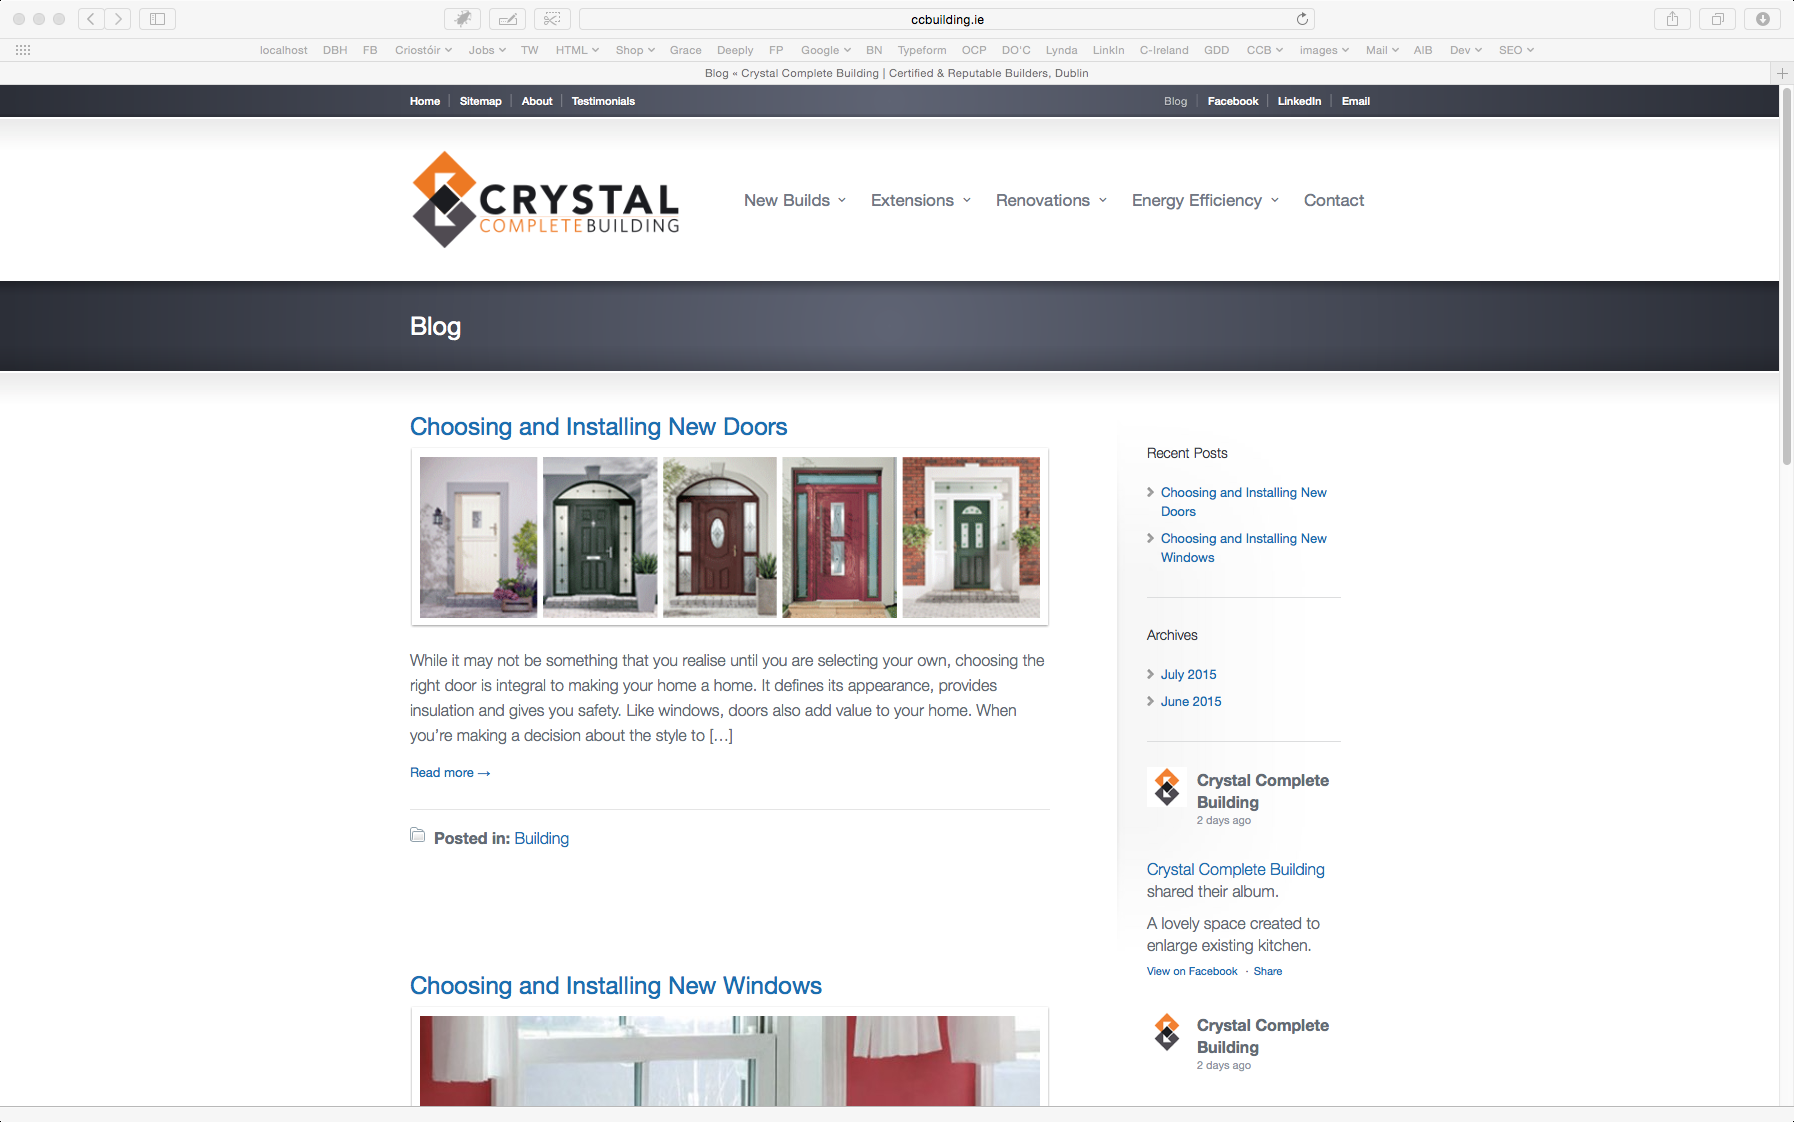 ccbuilding.ie
localhost DBH FB Criostóir Jobs TW HTML Shop Grace Deeply FP Google BN Typeform OCP DO'C Lynda LinkIn C-Ireland GDD CCB images Mail AIB Dev SEO
Blog « Crystal Complete Building | Certified & Reputable Builders, Dublin
Home Sitemap About Testimonials Blog Facebook LinkedIn Email
CRYSTAL
COMPLETEBUILDING
New Builds Extensions Renovations Energy Efficiency Contact
Blog
Choosing and Installing New Doors
While it may not be something that you realise until you are selecting your own, choosing the
right door is integral to making your home a home. It defines its appearance, provides
insulation and gives you safety. Like windows, doors also add value to your home. When
you're making a decision about the style to […]
Read more →
Posted in: Building
Choosing and Installing New Windows
Recent Posts
Choosing and Installing New
Doors
Choosing and Installing New
Windows
Archives
July 2015
June 2015
Crystal Complete
Building
2 days ago
Crystal Complete Building
shared their album.
A lovely space created to
enlarge existing kitchen.
View on Facebook · Share
Crystal Complete
Building
2 days ago